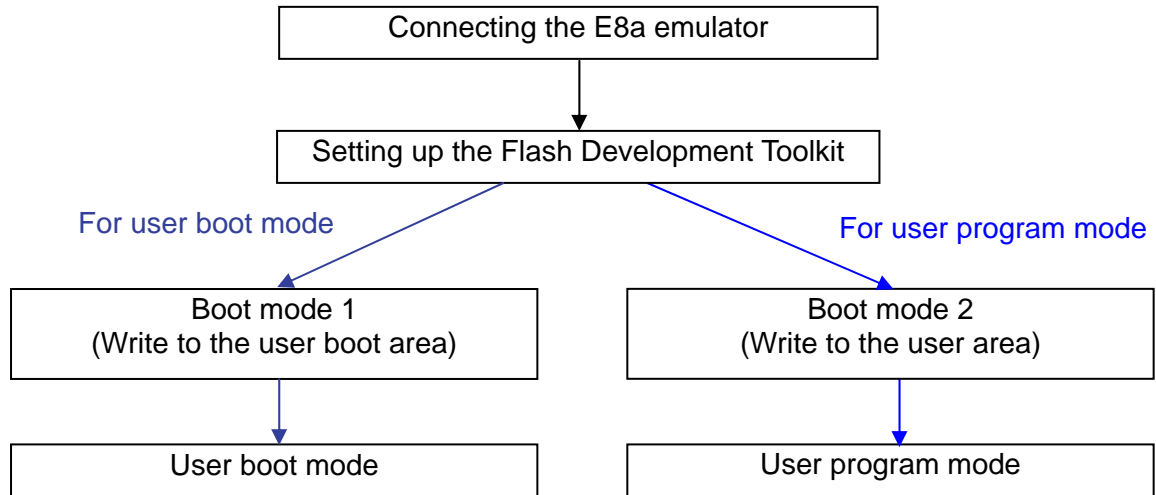 Connecting the E8a emulator
Setting up the Flash Development Toolkit
For user boot mode
For user program mode
Boot mode 1
(Write to the user boot area)
Boot mode 2
(Write to the user area)
User boot mode
User program mode